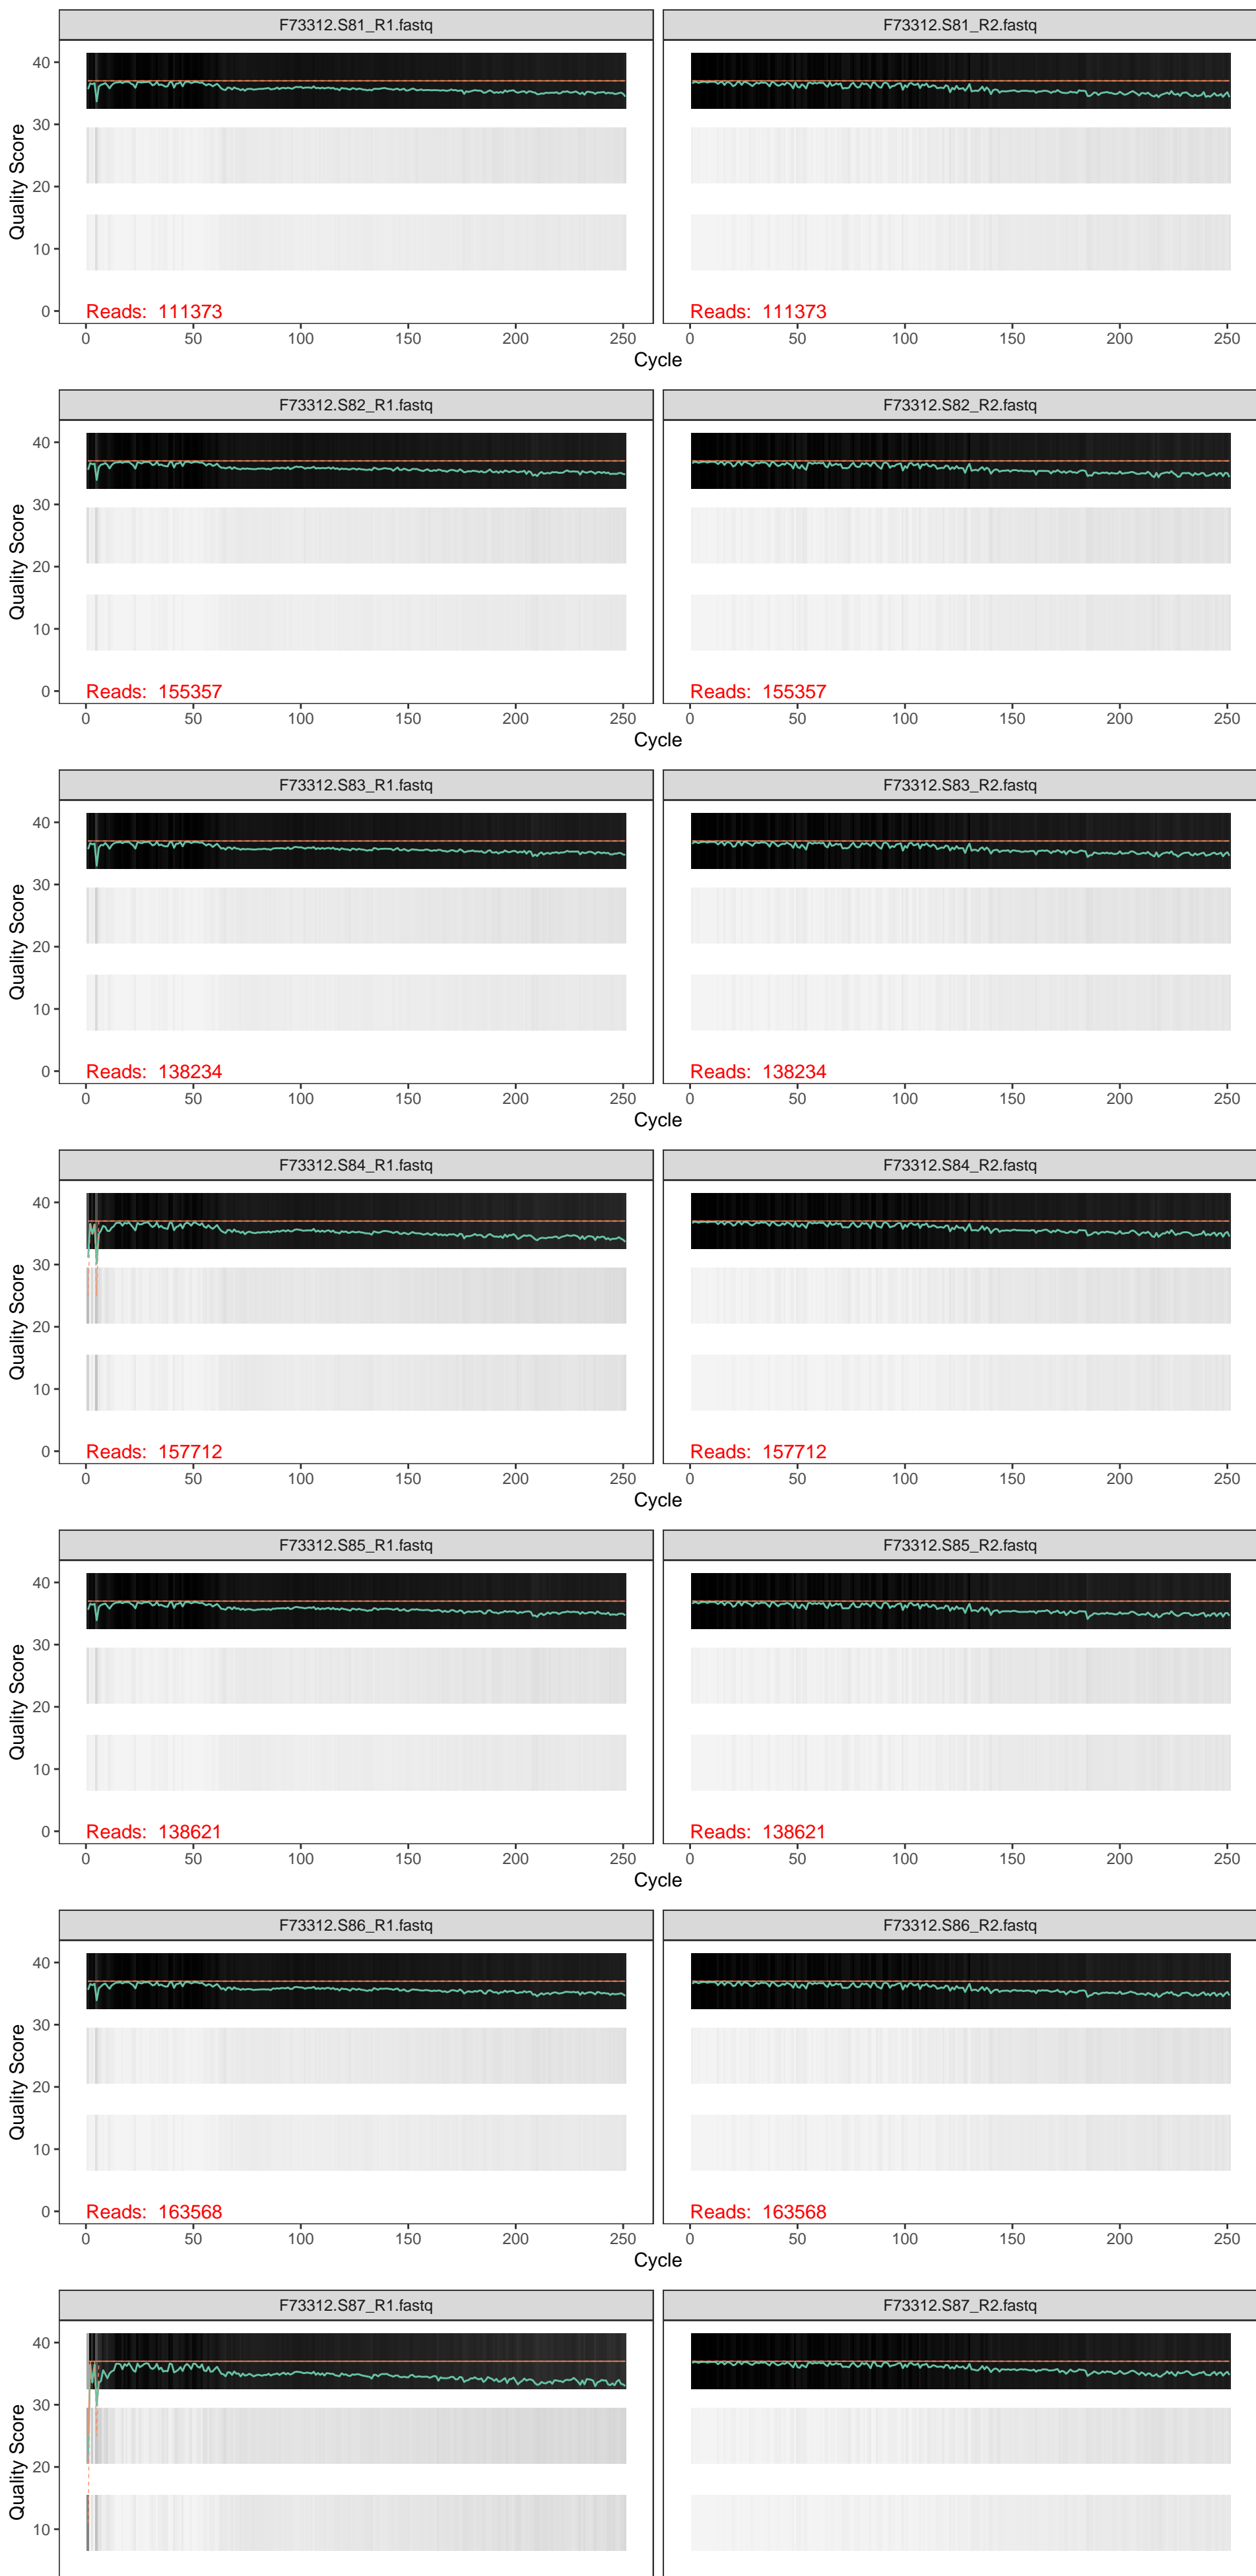 F73312.S81_R1.fastq F73312.S81_R2.fastq
40
30
20
10
0
Quality Score
Reads: 111373 Reads: 111373
0 50 100 150 200 250 0 50 100 150 200 250
Cycle
F73312.S82_R1.fastq F73312.S82_R2.fastq
40
30
20
10
0
Quality Score
Reads: 155357 Reads: 155357
0 50 100 150 200 250 0 50 100 150 200 250
Cycle
F73312.S83_R1.fastq F73312.S83_R2.fastq
40
30
20
10
0
Quality Score
Reads: 138234 Reads: 138234
0 50 100 150 200 250 0 50 100 150 200 250
Cycle
F73312.S84_R1.fastq F73312.S84_R2.fastq
40
30
20
10
0
Quality Score
Reads: 157712 Reads: 157712
0 50 100 150 200 250 0 50 100 150 200 250
Cycle
F73312.S85_R1.fastq F73312.S85_R2.fastq
40
30
20
10
0
Quality Score
Reads: 138621 Reads: 138621
0 50 100 150 200 250 0 50 100 150 200 250
Cycle
F73312.S86_R1.fastq F73312.S86_R2.fastq
40
30
20
10
0
Quality Score
Reads: 163568 Reads: 163568
0 50 100 150 200 250 0 50 100 150 200 250
Cycle
F73312.S87_R1.fastq F73312.S87_R2.fastq
40
30
20
10
Quality Score